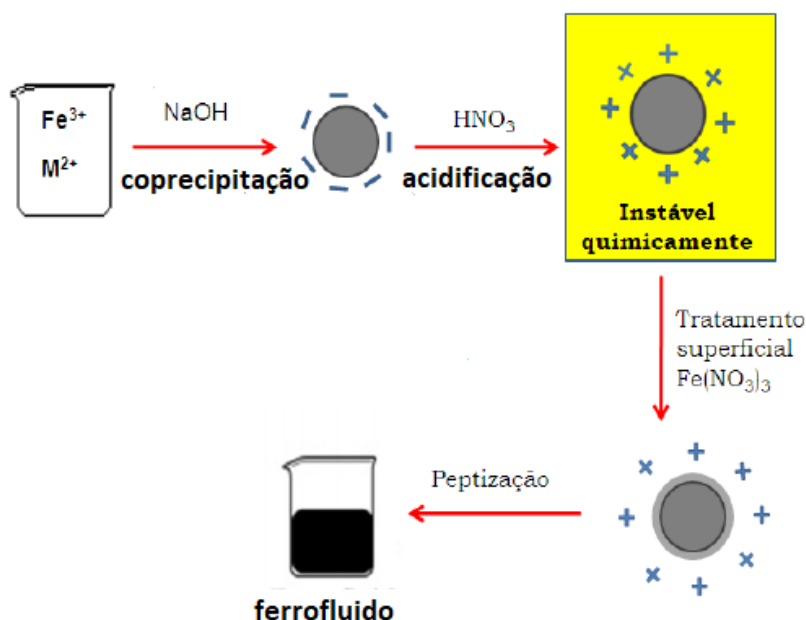 Fe³⁺
M²⁺
NaOH
coprecipitação
HNO₃
acidificação
Instável
quimicamente
Tratamento
superficial
Fe(NO₃)₃
Peptização
ferrofluido